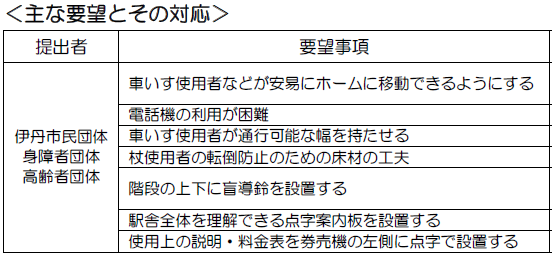 ＜主な要望とその対応＞
提出者
要望事項
伊丹市民団体
身障者団体
高齢者団体
車いす使用者などが安易にホームに移動できるようにする
電話機の利用が困難
車いす使用者が通行可能な幅を持たせる
杖使用者の転倒防止のための床材の工夫
階段の上下に盲導鈴を設置する
駅舎全体を理解できる点字案内板を設置する
使用上の説明・料金表を券売機の左側に点字で設置する